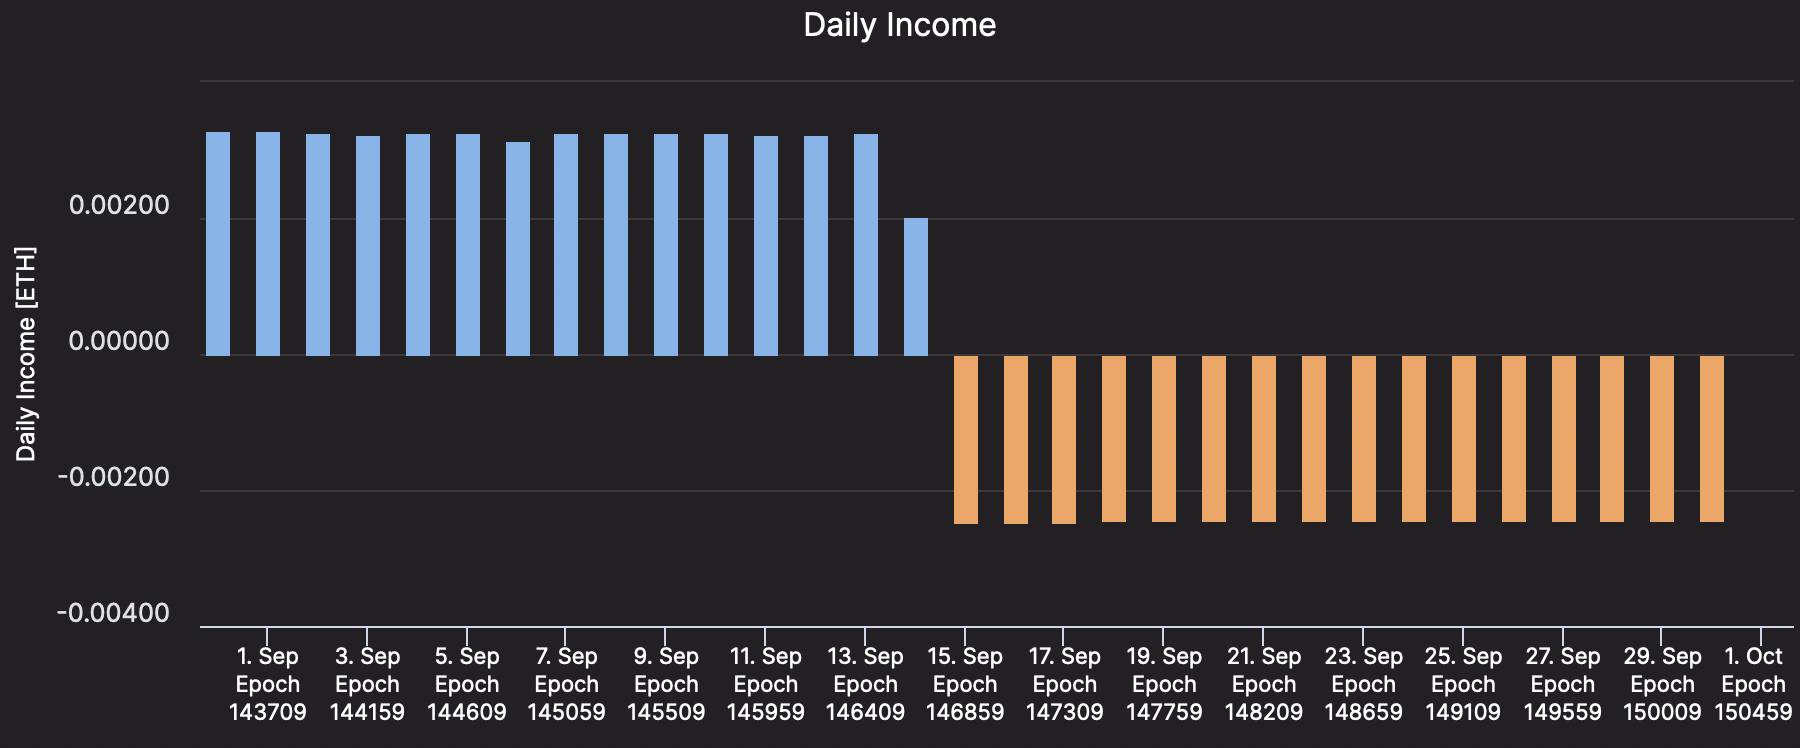 Daily Income
Daily Income [ETH]
0.00200
0.00000
-0.00200
-0.00400
1. Sep
Epoch
143709
3. Sep
Epoch
144159
5. Sep
Epoch
144609
7. Sep
Epoch
145059
9. Sep
Epoch
145509
11. Sep
Epoch
145959
13. Sep
Epoch
146409
15. Sep
Epoch
146859
17. Sep
Epoch
147309
19. Sep
Epoch
147759
21. Sep
Epoch
148209
23. Sep
Epoch
148659
25. Sep
Epoch
149109
27. Sep
Epoch
149559
29. Sep
Epoch
150009
1. Oct
Epoch
150459